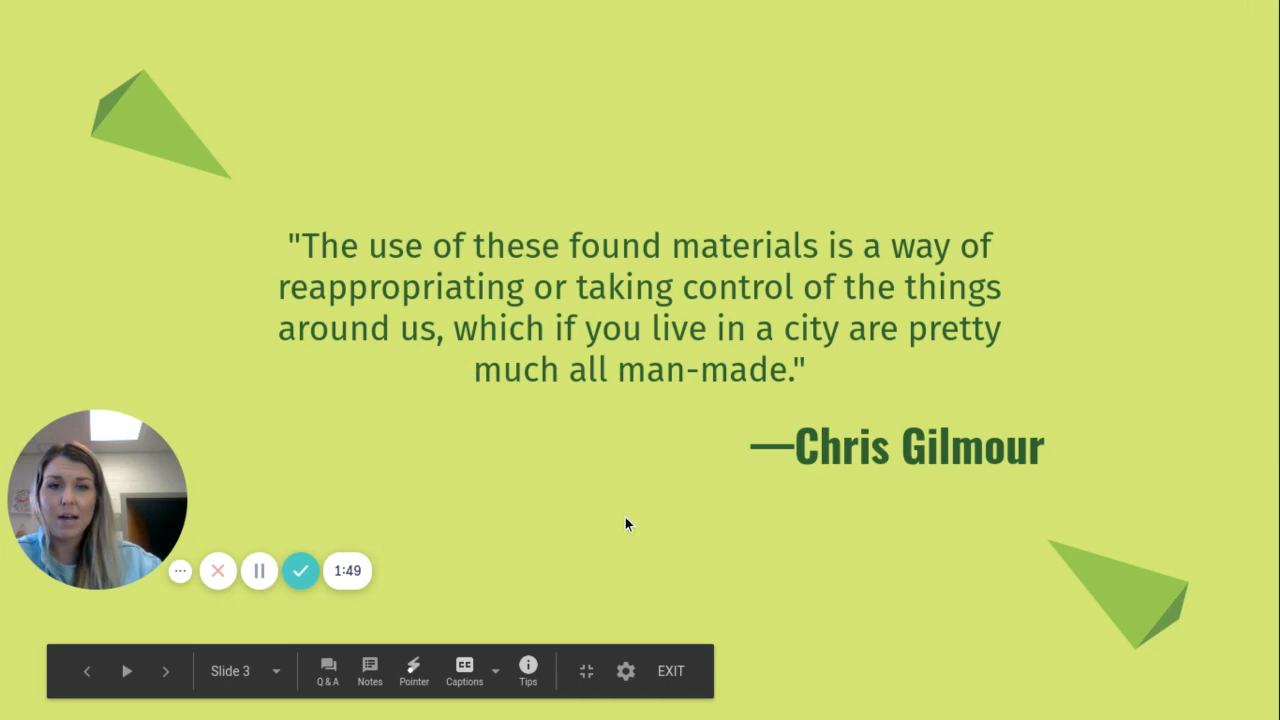 "The use of these found materials is a way of
reappropriating or taking control of the things
around us, which if you live in a city are pretty
much all man-made."
—Chris Gilmour
1:49
Slide 3
Q & A
Notes
Pointer
CC
Captions
Tips
EXIT